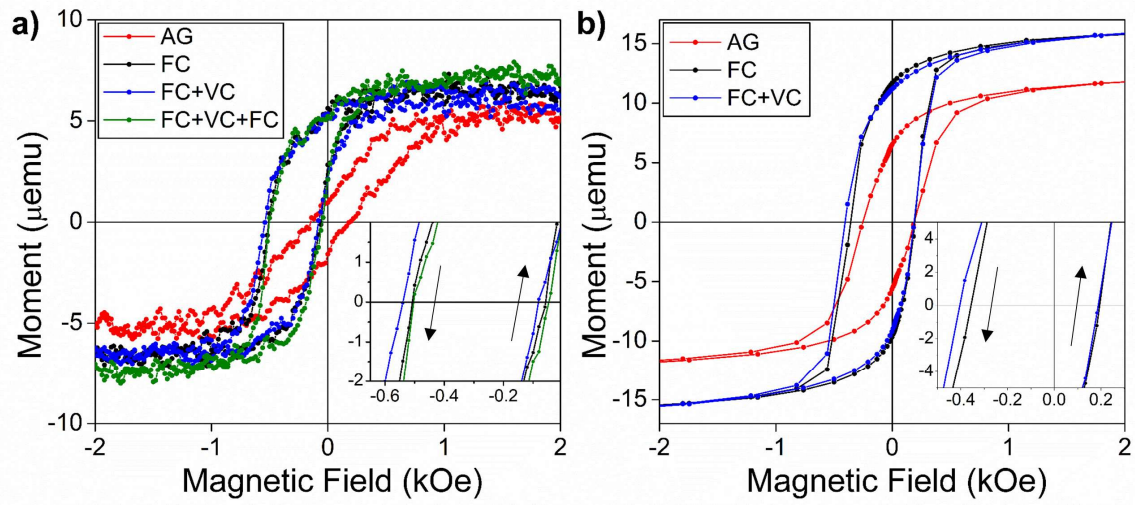 a)
AG
FC
FC+VC
FC+VC+FC
10
5
0
-5
-10
Moment (μemu)
2
1
0
-1
-2
-0.6 -0.4 -0.2
-2 -1 0 1 2
Magnetic Field (kOe)
b)
AG
FC
FC+VC
15
10
5
0
-5
-10
-15
Moment (μemu)
4
2
0
-2
-4
-0.4 -0.2 0.0 0.2
-2 -1 0 1 2
Magnetic Field (kOe)